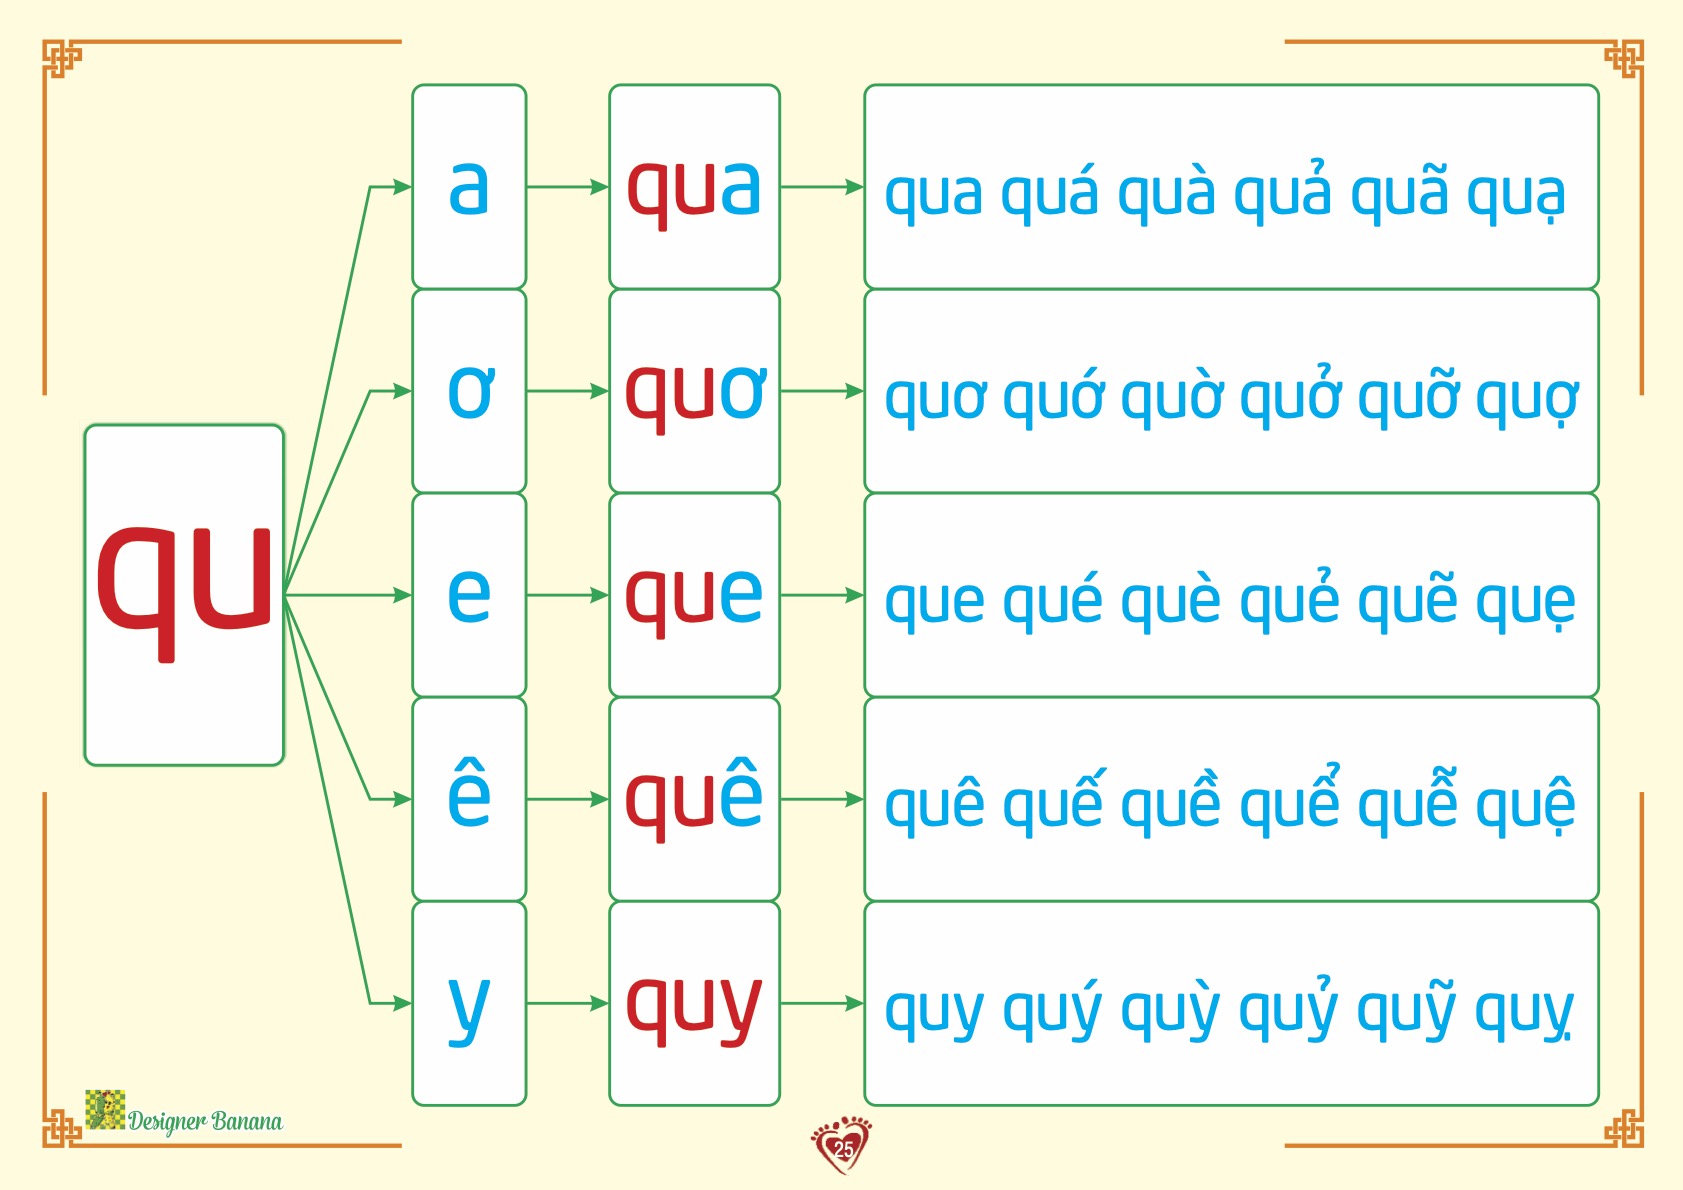 a qua qua quá quà quả quã quạ
ơ quơ quơ quớ quờ quở quỡ quợ
qu
e que que qué què quẻ quẽ quẹ
ê quê quê quế quề quể quễ quệ
y quy quy quý quỳ quỷ quỹ quỵ
Designer Banana
25